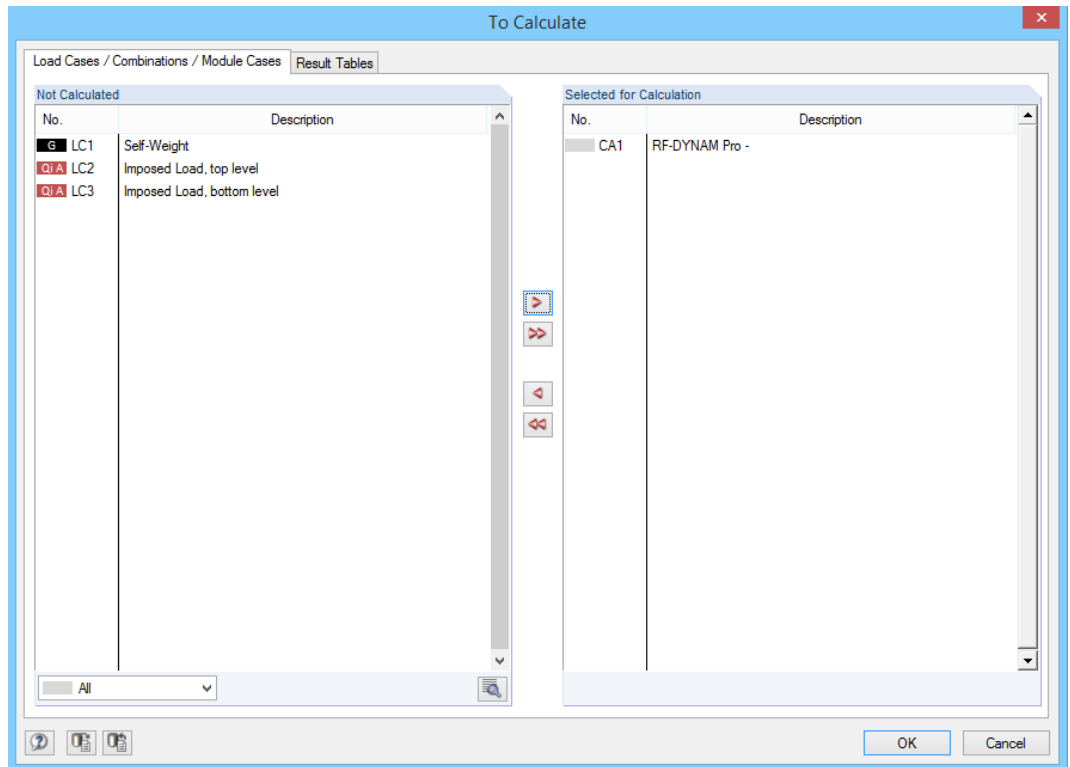 To Calculate
Load Cases / Combinations / Module Cases Result Tables
Not Calculated
No. Description
G LC1 Self-Weight
Qi A LC2 Imposed Load, top level
Qi A LC3 Imposed Load, bottom level
All
Selected for Calculation
No. Description
CA1 RF-DYNAM Pro -
OK Cancel